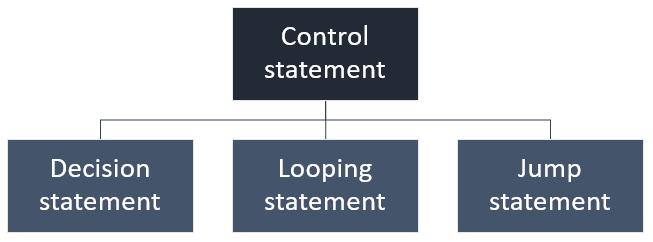 Control
statement
Decision
statement
Looping
statement
Jump
statement